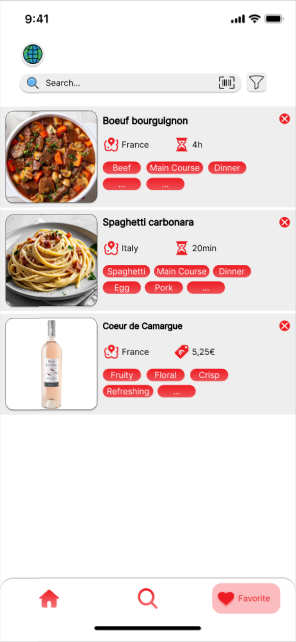 9:41
Search...
Boeuf bourguignon
France 4h
Beef Main Course Dinner
... ...
Spaghetti carbonara
Italy 20min
Spaghetti Main Course Dinner
Egg Pork ...
Coeur de Camargue
France 5,25€
Fruity Floral Crisp
Refreshing ...
Favorite